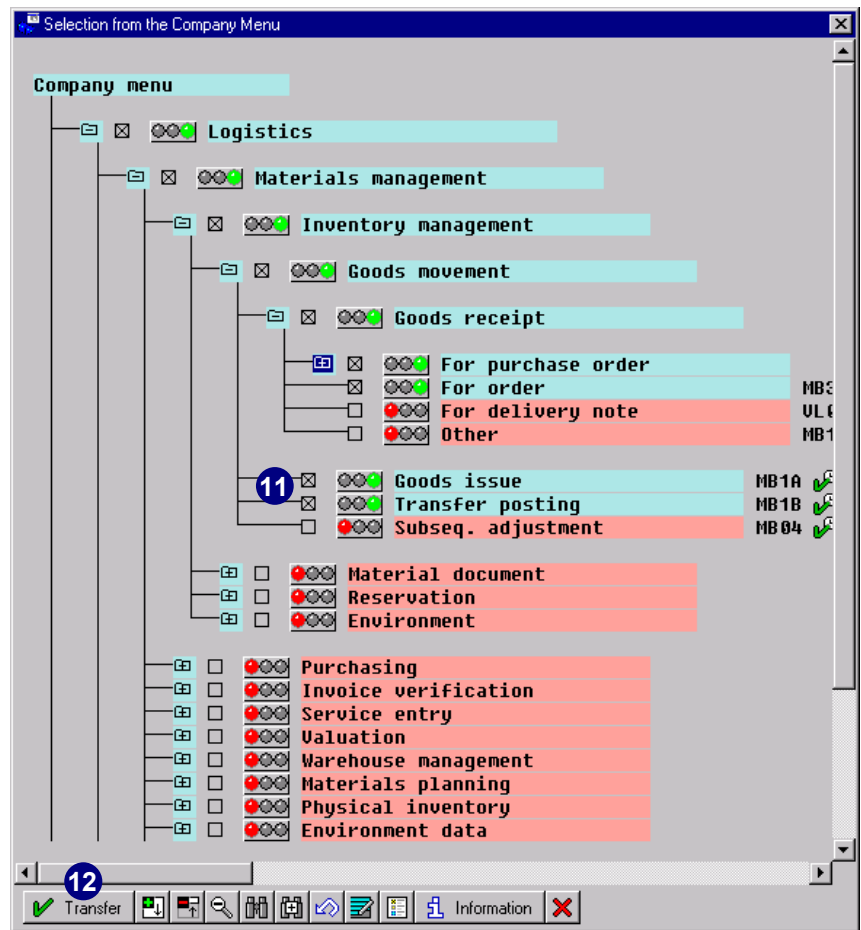 Selection from the Company Menu
Company menu
Logistics
Materials management
Inventory management
Goods movement
Goods receipt
For purchase order
For order MB3
For delivery note
Other MB1
11 Goods issue MB1A
Transfer posting MB1B
Subseq. adjustment MB04
Material document
Reservation
Environment
Purchasing
Invoice verification
Service entry
Valuation
Warehouse management
Materials planning
Physical inventory
Environment data
12
Transfer Information